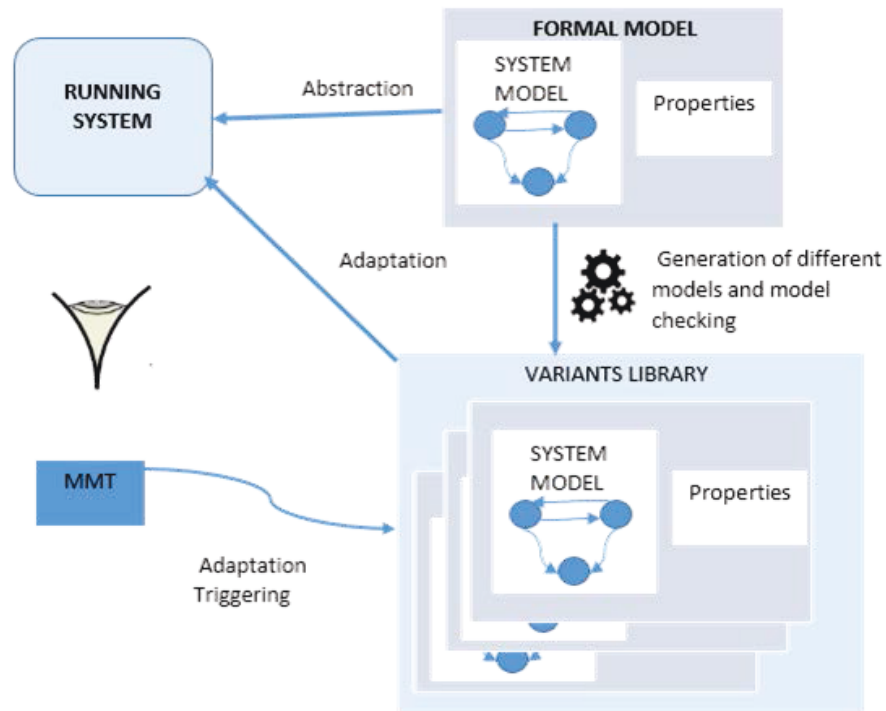 FORMAL MODEL
RUNNING
SYSTEM
Abstraction
SYSTEM
MODEL
Properties
Adaptation
Generation of different
models and model
checking
VARIANTS LIBRARY
SYSTEM
MODEL
Properties
MMT
Adaptation
Triggering